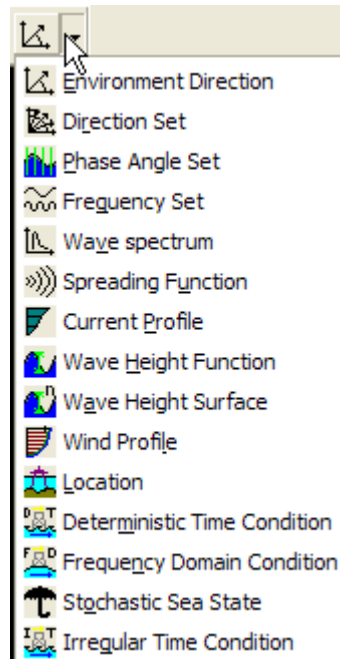 Environment Direction
Direction Set
Phase Angle Set
Frequency Set
Wave spectrum
Spreading Function
Current Profile
Wave Height Function
Wave Height Surface
Wind Profile
Location
Deterministic Time Condition
Frequency Domain Condition
Stochastic Sea State
Irregular Time Condition